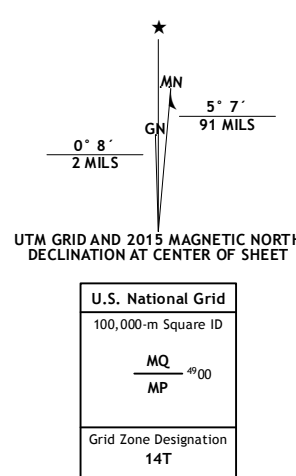 ★
MN
5° 7´
91 MILS
GN
0° 8´
2 MILS
UTM GRID AND 2015 MAGNETIC NORTH
DECLINATION AT CENTER OF SHEET
U.S. National Grid
100,000-m Square ID
MQ
4900
MP
Grid Zone Designation
14T